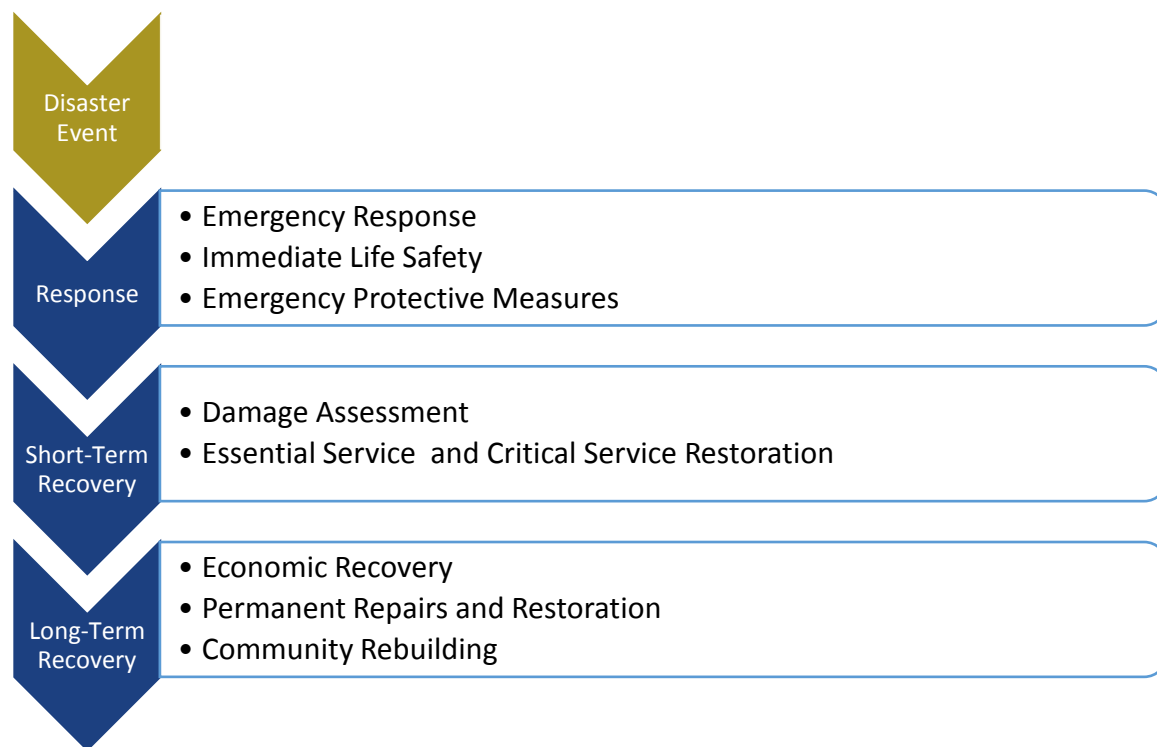 Disaster
Event
Response
• Emergency Response
• Immediate Life Safety
• Emergency Protective Measures
Short-Term
Recovery
• Damage Assessment
• Essential Service  and Critical Service Restoration
Long-Term
Recovery
• Economic Recovery
• Permanent Repairs and Restoration
• Community Rebuilding